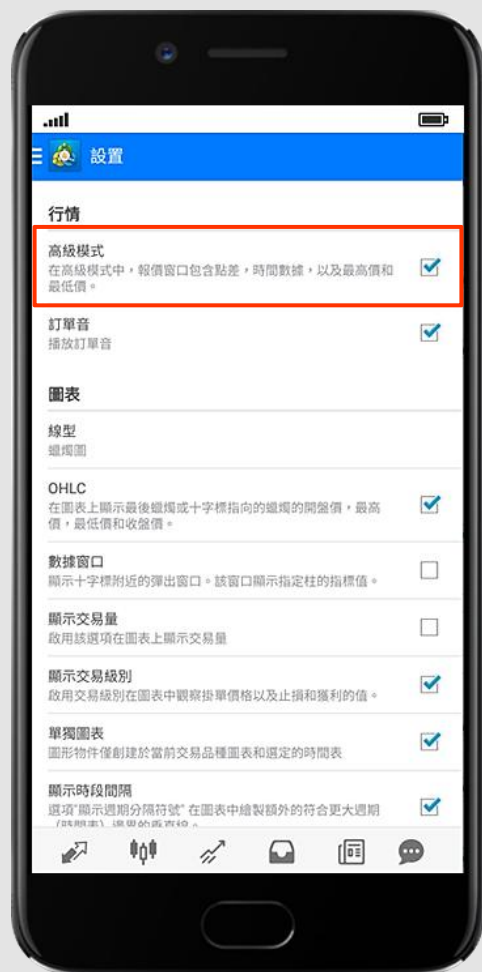 設置
行情
高級模式
在高級模式中，報價窗口包含點差，時間數據，以及最高價和
最低價。
訂單音
播放訂單音
圖表
線型
蠟燭圖
OHLC
在圖表上顯示最後蠟燭或十字標指向的蠟燭的開盤價，最高
價，最低價和收盤價。
數據窗口
顯示十字標附近的彈出窗口。該窗口顯示指定柱的指標值。
顯示交易量
啟用該選項在圖表上顯示交易量
顯示交易級別
啟用交易級別在圖表中觀察掛單價格以及止損和獲利的值。
單獨圖表
圖形物件僅創建於當前交易品種圖表和選定的時間表
顯示時段間隔
選項"顯示週期分隔符號" 在圖表中繪製額外的符合更大週期
（時間表）邊界的垂直線。